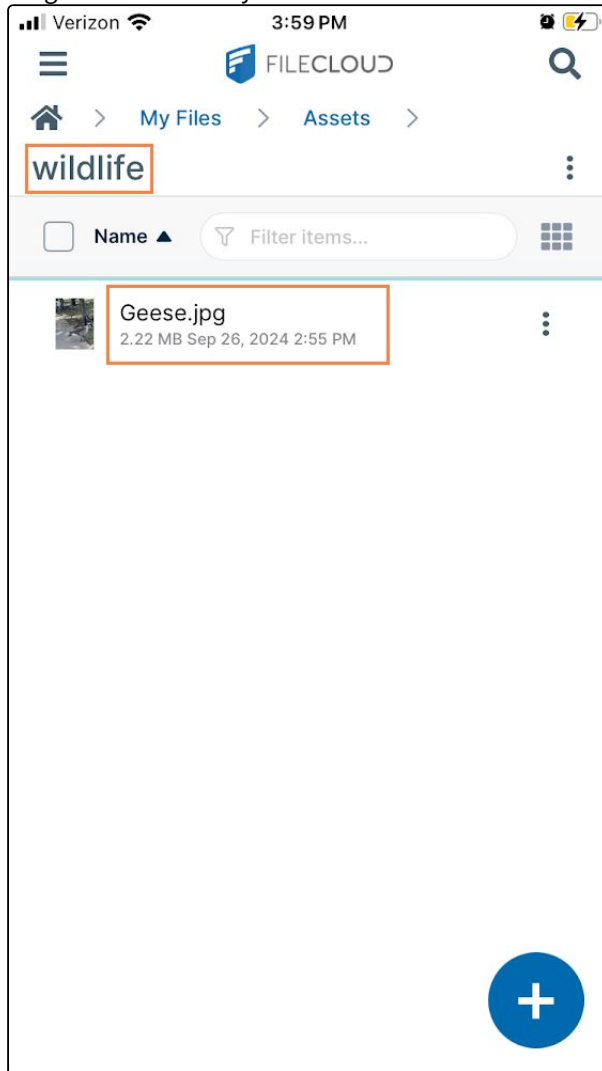 Verizon 3:59 PM
FILECLOUD
> My Files > Assets >
wildlife
Name ▲ Filter items...
Geese.jpg
2.22 MB Sep 26, 2024 2:55 PM